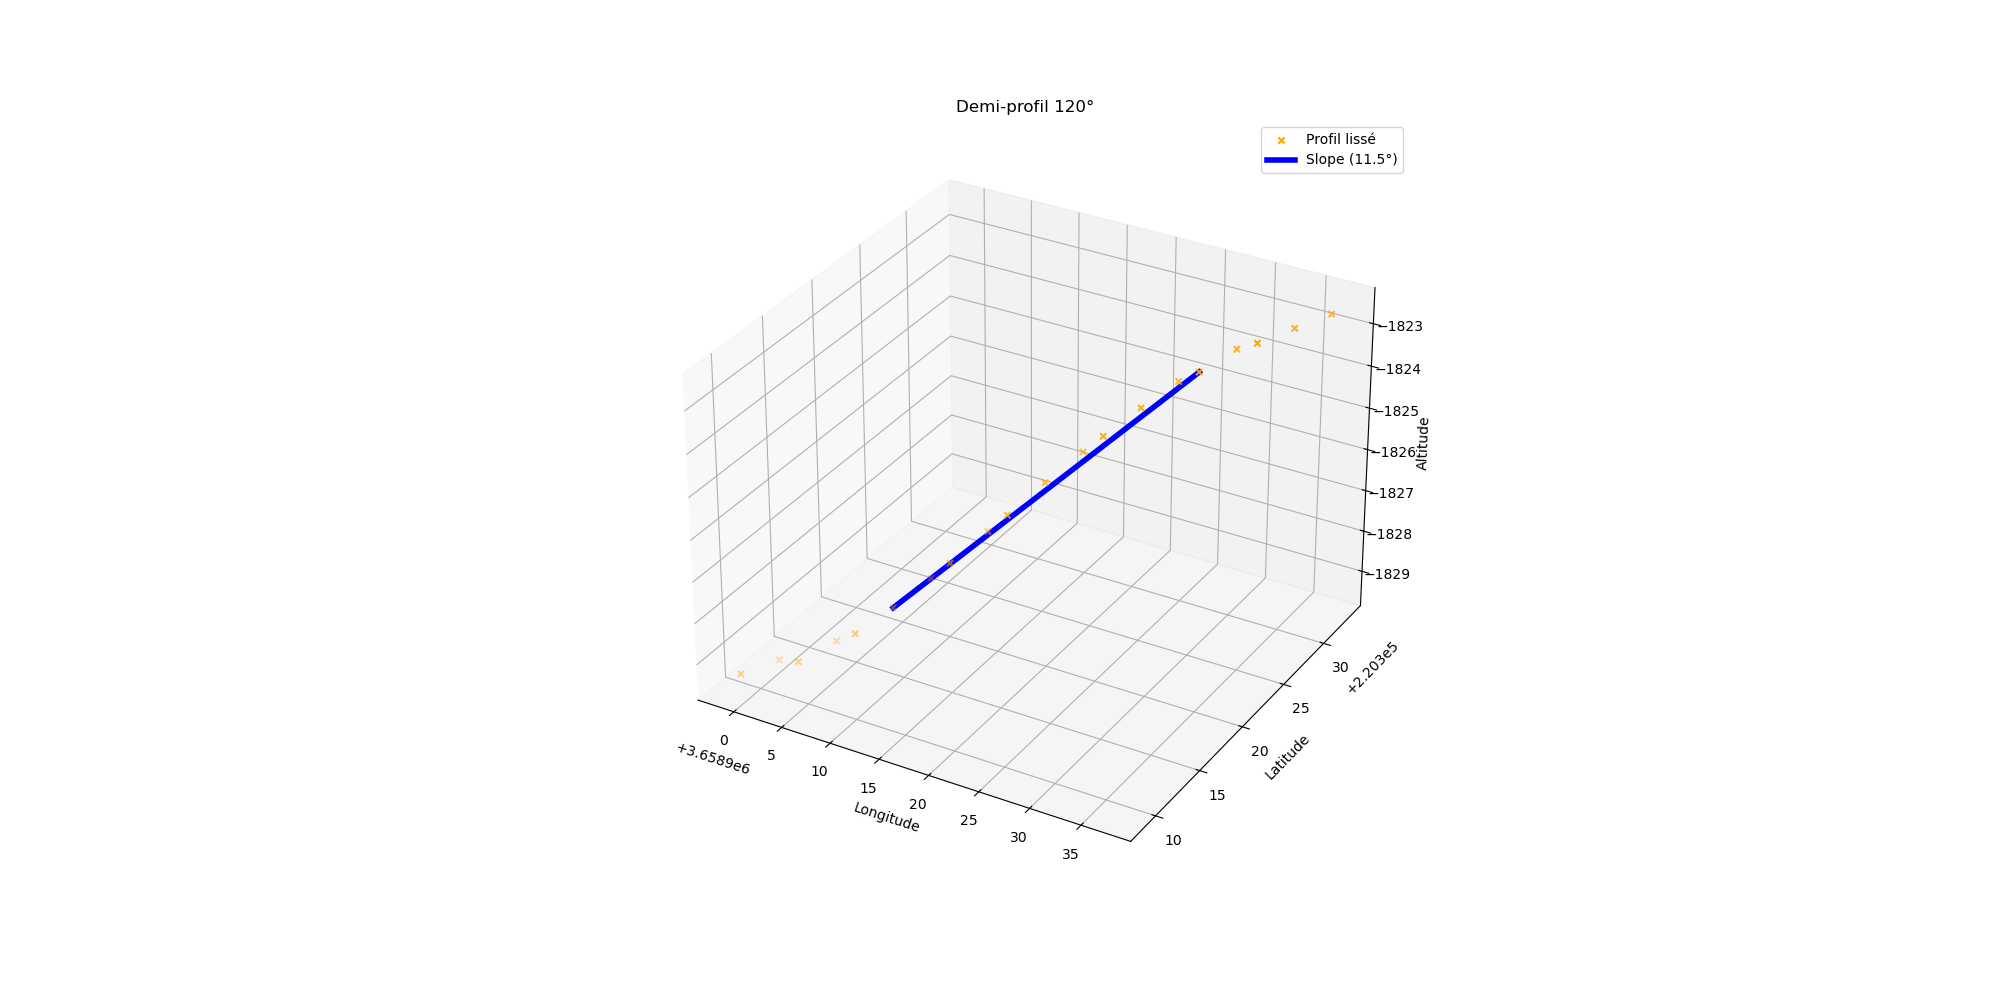 Demi-profil 120°
Profil lissé
Slope (11.5°)
−1823
−1824
−1825
−1826
−1827
−1828
−1829
Altitude
30
25
20
15
10
+2.203e5
Latitude
0
5
10
15
20
25
30
35
+3.6589e6
Longitude